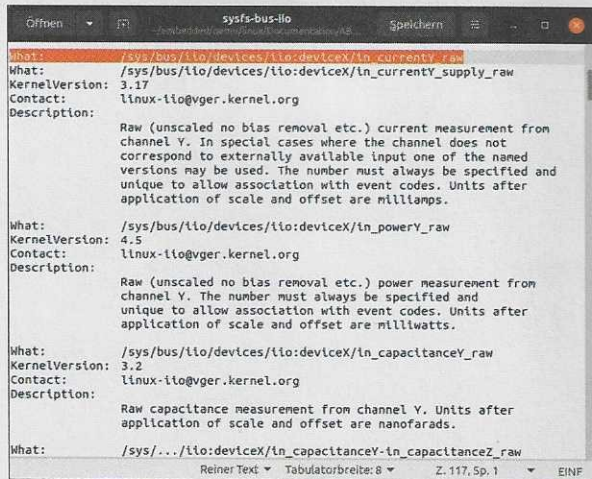 Öffnen
sysfs-bus-iio
Speichern
What: /sys/bus/iio/devices/iio:deviceX/in_currentY_raw
What: /sys/bus/iio/devices/iio:deviceX/in_currentY_supply_raw
KernelVersion: 3.17
Contact: linux-iio@vger.kernel.org
Description:
Raw (unscaled no bias removal etc.) current measurement from
channel Y. In special cases where the channel does not
correspond to externally available input one of the named
versions may be used. The number must always be specified and
unique to allow association with event codes. Units after
application of scale and offset are milliamps.
What: /sys/bus/iio/devices/iio:deviceX/in_powerY_raw
KernelVersion: 4.5
Contact: linux-iio@vger.kernel.org
Description:
Raw (unscaled no bias removal etc.) power measurement from
channel Y. The number must always be specified and
unique to allow association with event codes. Units after
application of scale and offset are milliwatts.
What: /sys/bus/iio/devices/iio:deviceX/in_capacitanceY_raw
KernelVersion: 3.2
Contact: linux-iio@vger.kernel.org
Description:
Raw capacitance measurement from channel Y. Units after
application of scale and offset are nanofarads.
What: /sys/.../iio:deviceX/in_capacitanceY-in_capacitanceZ_raw
Reiner Text Tabulatorbreite: 8 Z. 117, Sp. 1 EINF